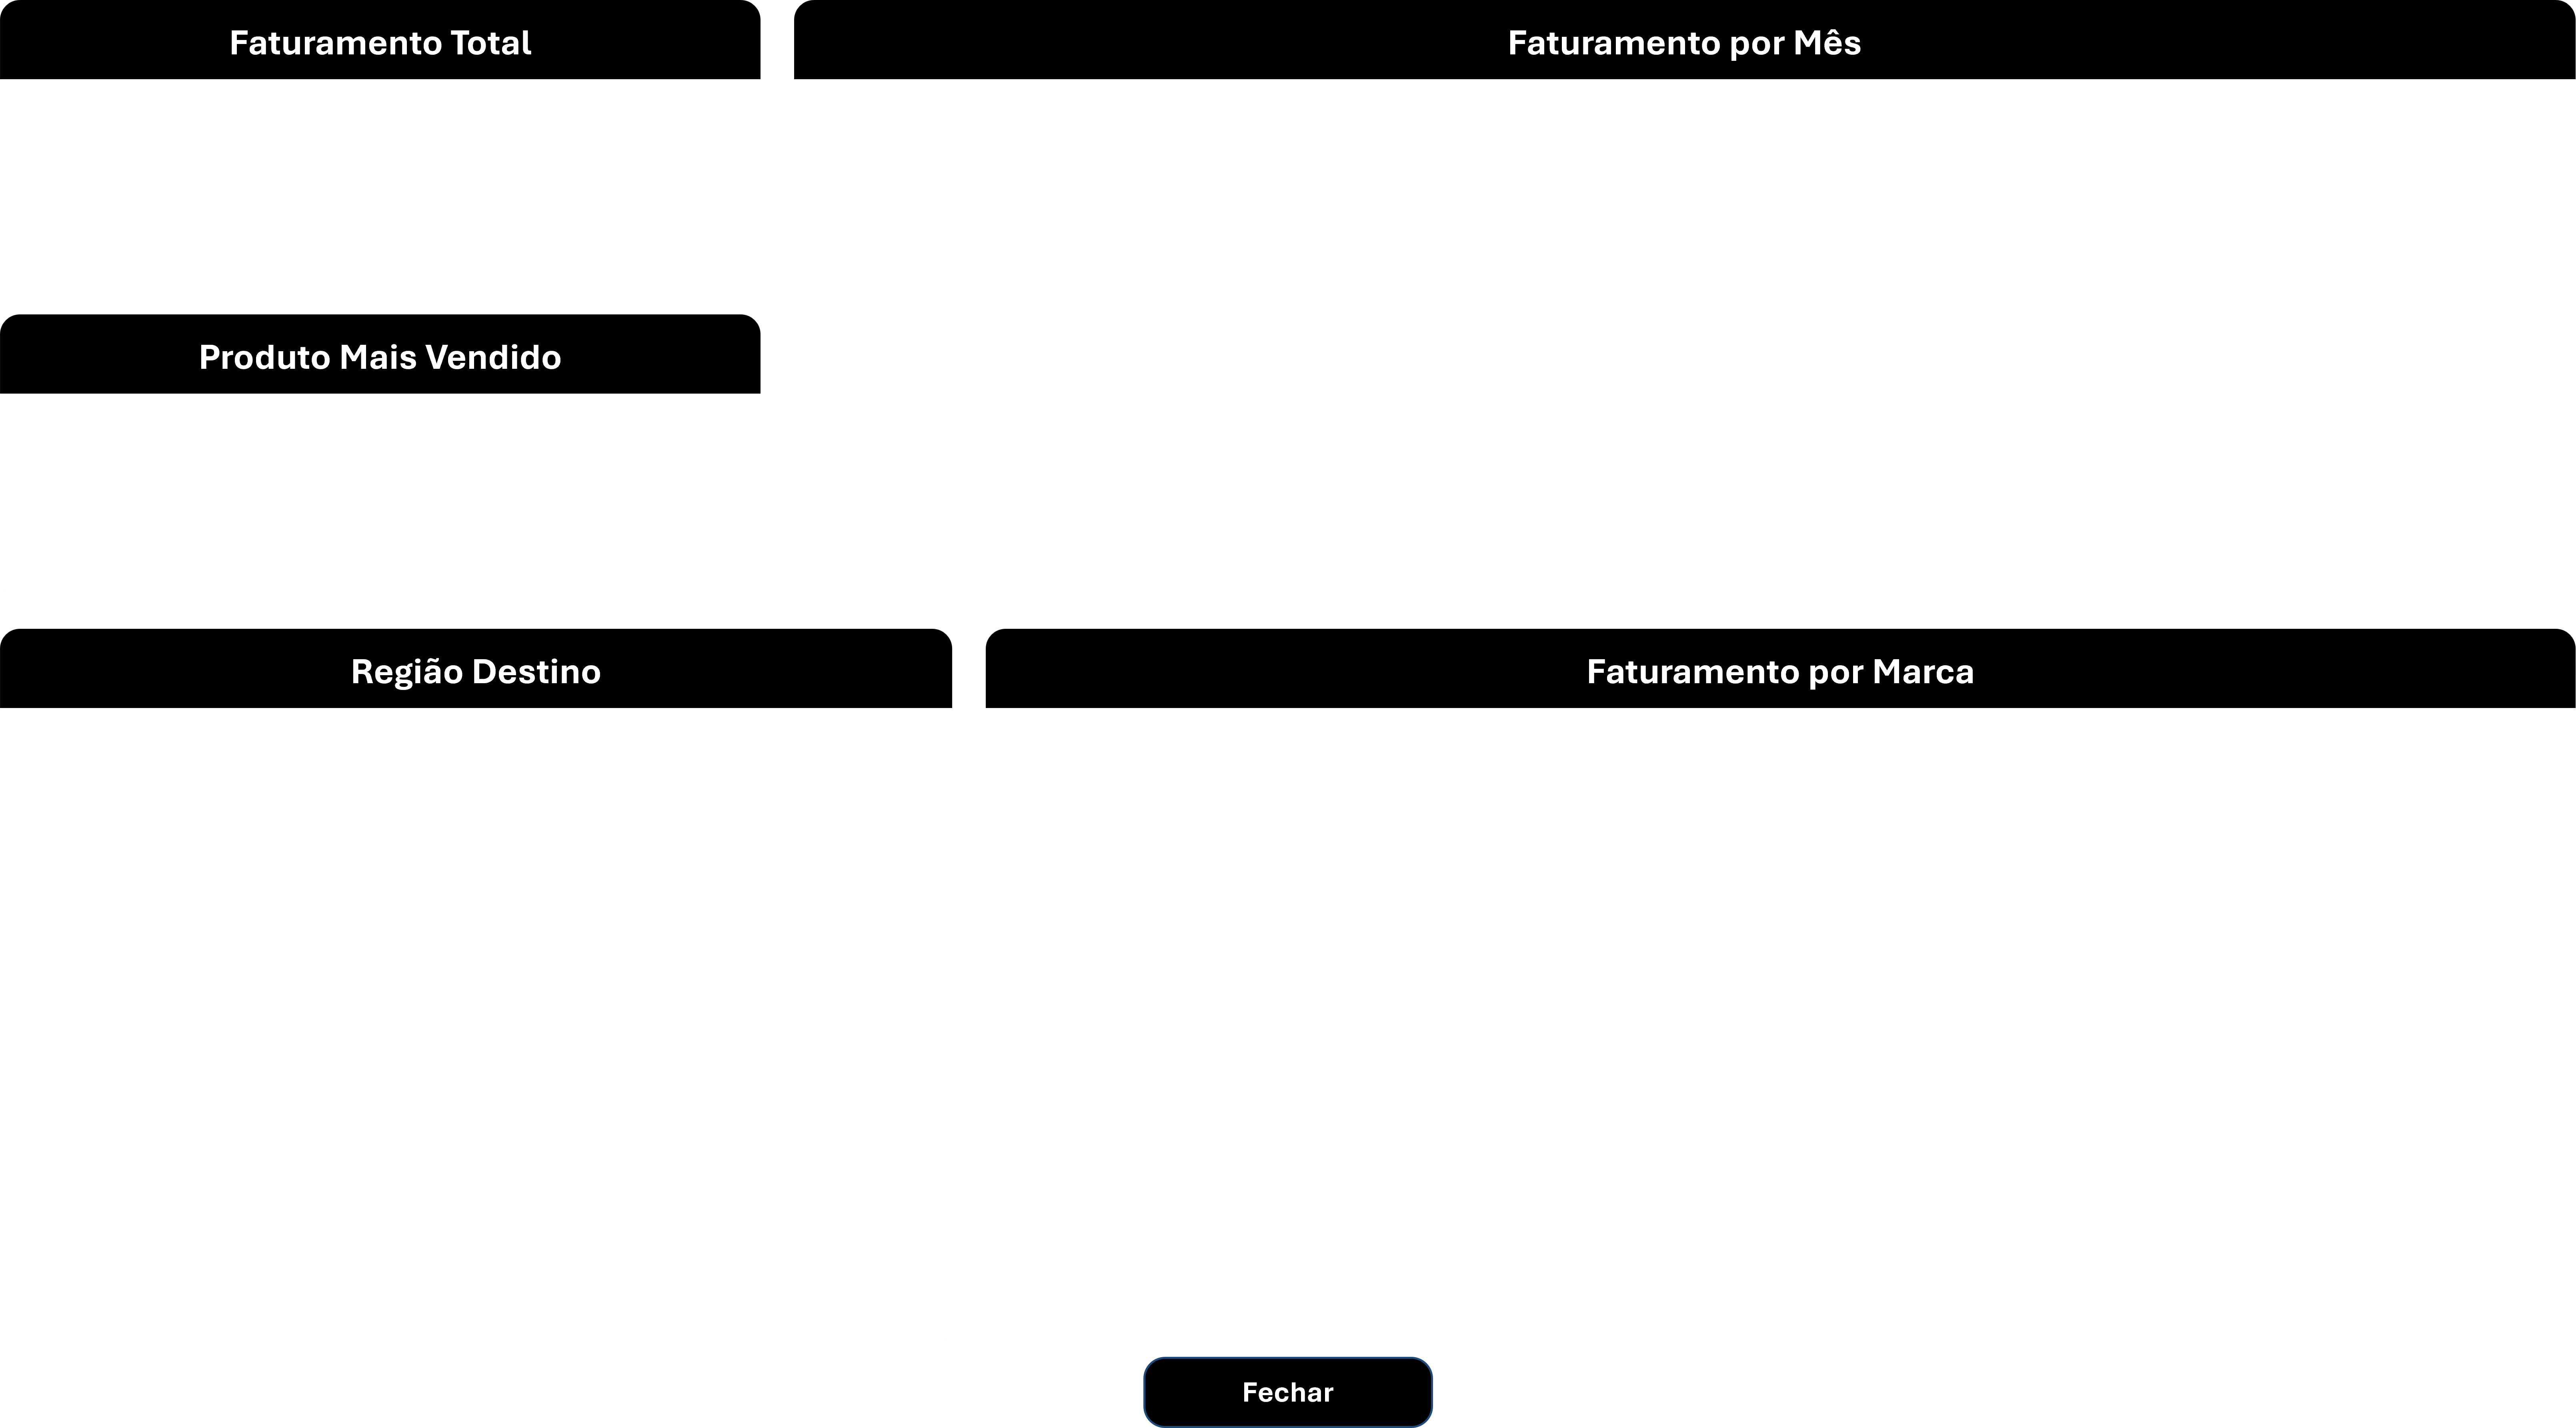 Faturamento Total
Faturamento por Mês
Produto Mais Vendido
Região Destino
Faturamento por Marca
Fechar